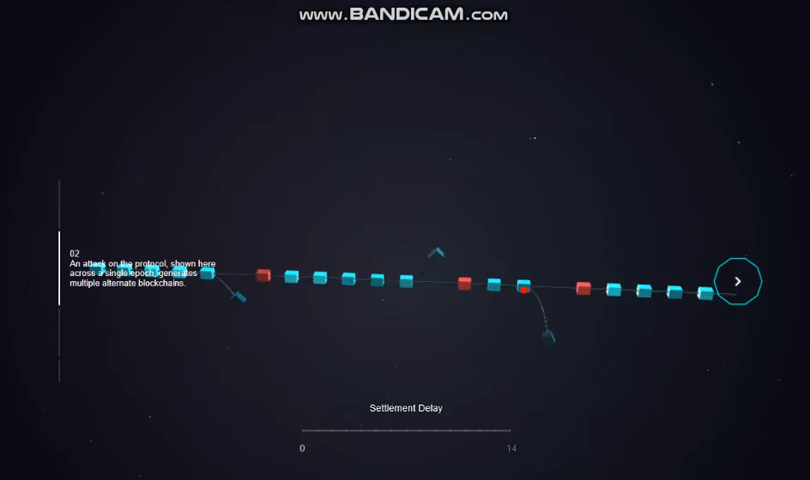 www.BANDICAM.com
02
An attack on the protocol, shown here
across a single epoch, generates
multiple alternate blockchains.
Settlement Delay
0
14